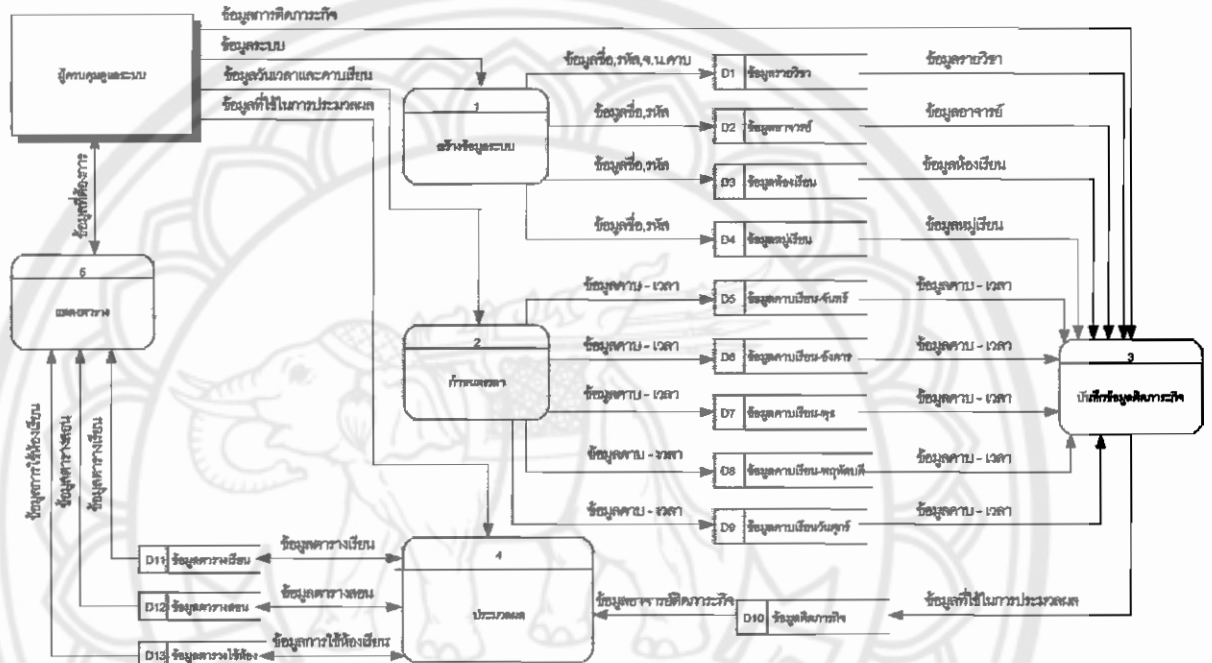 ข้อมูลการติดภาระกิจ
ข้อมูลระบบ
ข้อมูลวันเวลาและคาบเรียน
ข้อมูลที่ใช้ในการประมวลผล
ผู้ควบคุมดูแลระบบ
ข้อมูลที่ต้องการ
1
สร้างข้อมูลระบบ
ข้อมูลชื่อ,รหัส,จ.น.คาบ
D1 ข้อมูลรายวิชา
ข้อมูลรายวิชา
ข้อมูลชื่อ,รหัส
D2 ข้อมูลอาจารย์
ข้อมูลอาจารย์
ข้อมูลชื่อ,รหัส
D3 ข้อมูลห้องเรียน
ข้อมูลห้องเรียน
ข้อมูลชื่อ,รหัส
D4 ข้อมูลหมู่เรียน
ข้อมูลหมู่เรียน
5
แสดงตาราง
2
กำหนดเวลา
ข้อมูลคาบ - เวลา
D5 ข้อมูลคาบเรียน-จันทร์
ข้อมูลคาบ - เวลา
ข้อมูลคาบ - เวลา
D6 ข้อมูลคาบเรียน-อังคาร
ข้อมูลคาบ - เวลา
ข้อมูลคาบ - เวลา
D7 ข้อมูลคาบเรียน-พุธ
ข้อมูลคาบ - เวลา
ข้อมูลคาบ - เวลา
D8 ข้อมูลคาบเรียน-พฤหัสบดี
ข้อมูลคาบ - เวลา
ข้อมูลคาบ - เวลา
D9 ข้อมูลคาบเรียนวันศุกร์
ข้อมูลคาบ - เวลา
3
บันทึกข้อมูลติดภาระกิจ
ข้อมูลการใช้ห้องเรียน
ข้อมูลตารางสอน
ข้อมูลตารางเรียน
D11 ข้อมูลตารางเรียน
ข้อมูลตารางเรียน
D12 ข้อมูลตารางสอน
ข้อมูลตารางสอน
D13 ข้อมูลตารางใช้ห้อง
ข้อมูลการใช้ห้องเรียน
4
ประมวลผล
ข้อมูลอาจารย์ติดภาระกิจ
D10 ข้อมูลติดภารกิจ
ข้อมูลที่ใช้ในการประมวลผล